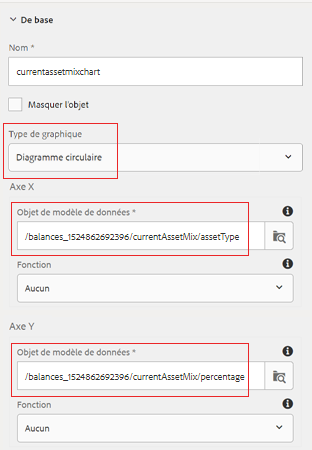 De base
Nom *
currentassetmixchart
Masquer l'objet
Type de graphique
Diagramme circulaire
Axe X
Objet de modèle de données *
/balances_1524862692396/currentAssetMix/assetType
Fonction
Aucun
Axe Y
Objet de modèle de données *
/balances_1524862692396/currentAssetMix/percentage
Fonction
Aucun